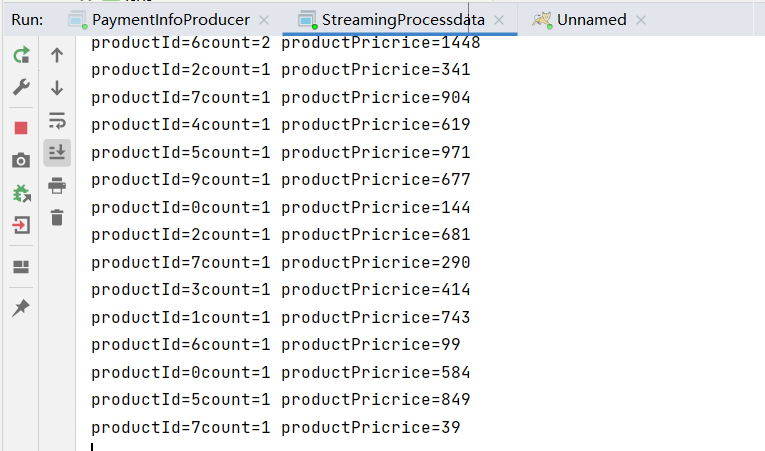 Run: PaymentInfoProducer StreamingProcessdata Unnamed
productId=6count=2 productPricrice=1448
productId=2count=1 productPricrice=341
productId=7count=1 productPricrice=904
productId=4count=1 productPricrice=619
productId=5count=1 productPricrice=971
productId=9count=1 productPricrice=677
productId=0count=1 productPricrice=144
productId=2count=1 productPricrice=681
productId=7count=1 productPricrice=290
productId=3count=1 productPricrice=414
productId=1count=1 productPricrice=743
productId=6count=1 productPricrice=99
productId=0count=1 productPricrice=584
productId=5count=1 productPricrice=849
productId=7count=1 productPricrice=39